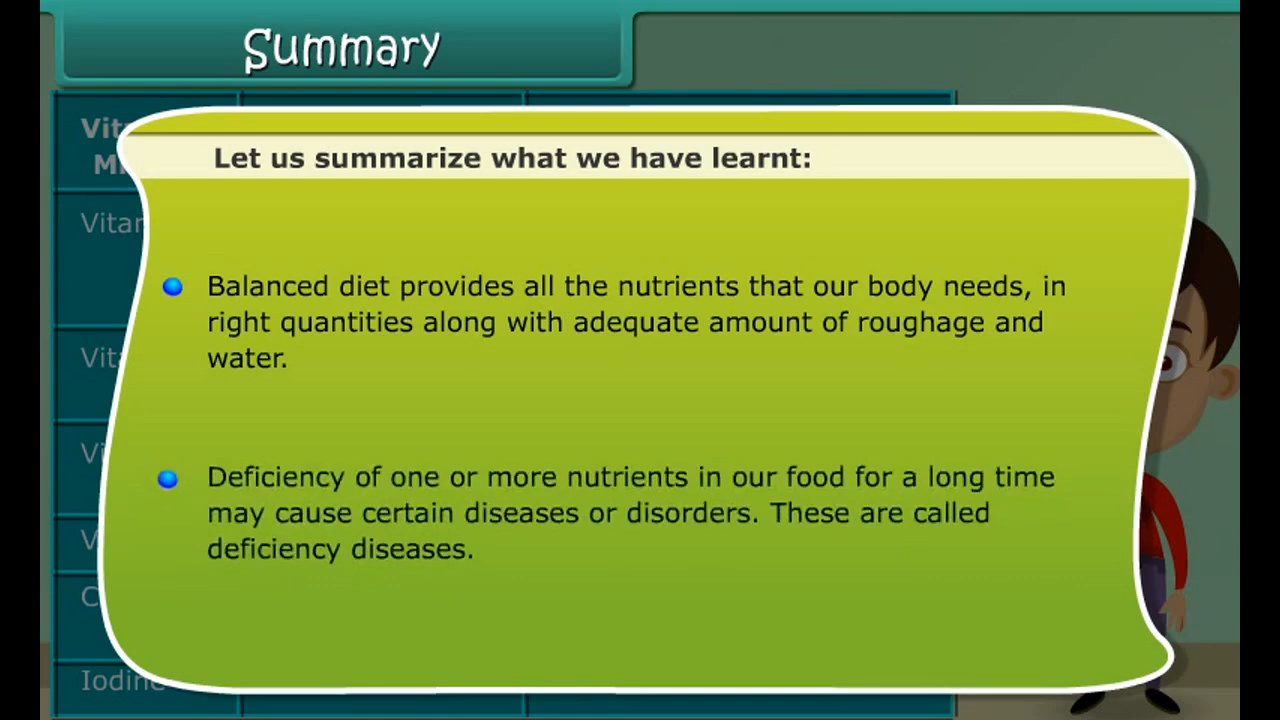 Summary
Let us summarize what we have learnt:
Balanced diet provides all the nutrients that our body needs, in
right quantities along with adequate amount of roughage and
water.
Deficiency of one or more nutrients in our food for a long time
may cause certain diseases or disorders. These are called
deficiency diseases.
Iodine